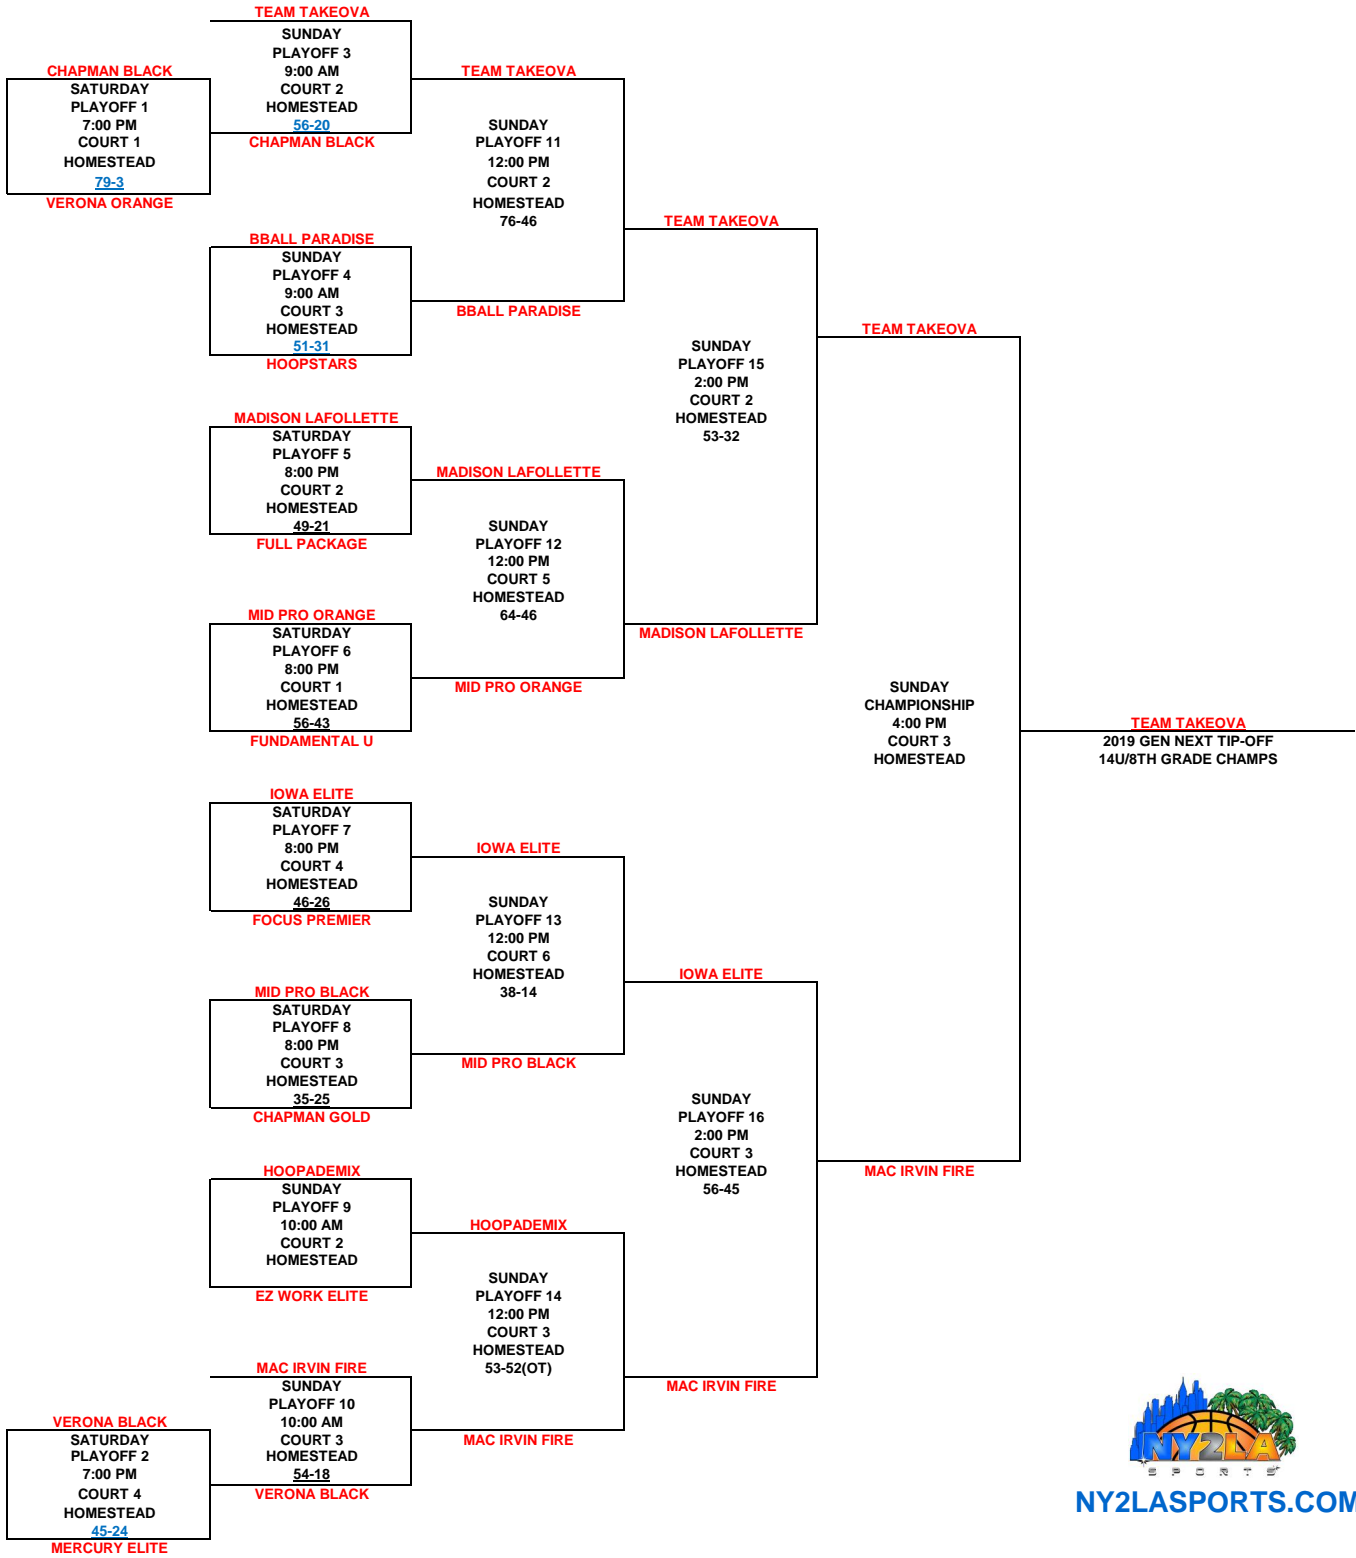 TEAM TAKEOVA
SUNDAY
PLAYOFF 3
9:00 AM
COURT 2
HOMESTEAD
56-20
CHAPMAN BLACK
CHAPMAN BLACK
SATURDAY
PLAYOFF 1
7:00 PM
COURT 1
HOMESTEAD
79-3
VERONA ORANGE
TEAM TAKEOVA
SUNDAY
PLAYOFF 11
12:00 PM
COURT 2
HOMESTEAD
76-46
BBALL PARADISE
BBALL PARADISE
SUNDAY
PLAYOFF 4
9:00 AM
COURT 3
HOMESTEAD
51-31
HOOPSTARS
TEAM TAKEOVA
SUNDAY
PLAYOFF 15
2:00 PM
COURT 2
HOMESTEAD
53-32
MADISON LAFOLLETTE
MADISON LAFOLLETTE
SATURDAY
PLAYOFF 5
8:00 PM
COURT 2
HOMESTEAD
49-21
FULL PACKAGE
MADISON LAFOLLETTE
SUNDAY
PLAYOFF 12
12:00 PM
COURT 5
HOMESTEAD
64-46
MID PRO ORANGE
MID PRO ORANGE
SATURDAY
PLAYOFF 6
8:00 PM
COURT 1
HOMESTEAD
56-43
FUNDAMENTAL U
TEAM TAKEOVA
SUNDAY
CHAMPIONSHIP
4:00 PM
COURT 3
HOMESTEAD
MAC IRVIN FIRE
TEAM TAKEOVA
2019 GEN NEXT TIP-OFF
14U/8TH GRADE CHAMPS
IOWA ELITE
SATURDAY
PLAYOFF 7
8:00 PM
COURT 4
HOMESTEAD
46-26
FOCUS PREMIER
IOWA ELITE
SUNDAY
PLAYOFF 13
12:00 PM
COURT 6
HOMESTEAD
38-14
MID PRO BLACK
MID PRO BLACK
SATURDAY
PLAYOFF 8
8:00 PM
COURT 3
HOMESTEAD
35-25
CHAPMAN GOLD
IOWA ELITE
SUNDAY
PLAYOFF 16
2:00 PM
COURT 3
HOMESTEAD
56-45
MAC IRVIN FIRE
HOOPADEMIX
SUNDAY
PLAYOFF 9
10:00 AM
COURT 2
HOMESTEAD
EZ WORK ELITE
HOOPADEMIX
SUNDAY
PLAYOFF 14
12:00 PM
COURT 3
HOMESTEAD
53-52(OT)
MAC IRVIN FIRE
MAC IRVIN FIRE
SUNDAY
PLAYOFF 10
10:00 AM
COURT 3
HOMESTEAD
54-18
VERONA BLACK
VERONA BLACK
SATURDAY
PLAYOFF 2
7:00 PM
COURT 4
HOMESTEAD
45-24
MERCURY ELITE
NY2LA
SPORTS
NY2LASPORTS.COM